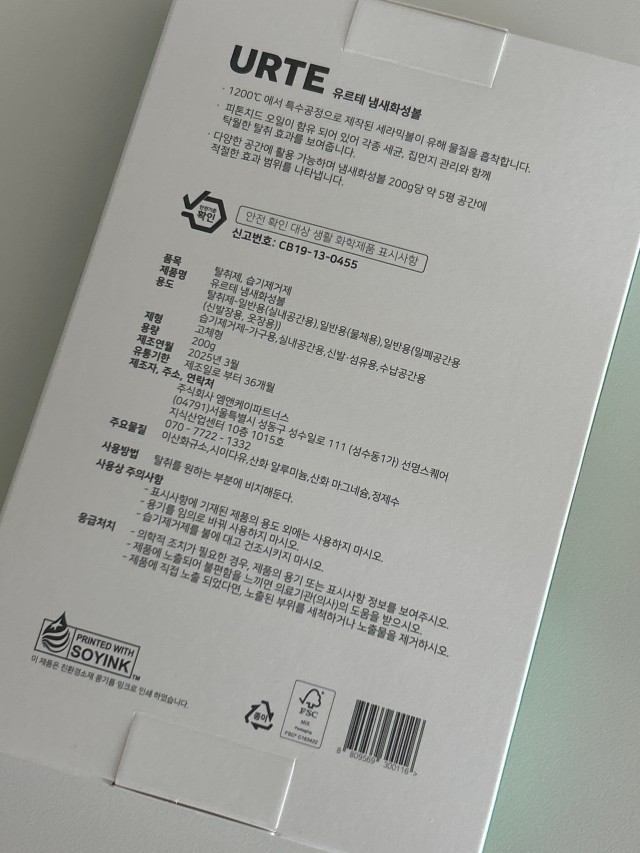 URTE 유르테 냄새화성볼
· 1200℃ 에서 특수공정으로 제작된 세라믹볼이 유해 물질을 흡착합니다.
· 피톤치드 오일이 함유 되어 있어 각종 세균, 집먼지 관리와 함께
탁월한 탈취 효과를 보여줍니다.
· 다양한 공간에 활용 가능하며 냄새화성볼 200g당 약 5평 공간에
적절한 효과 범위를 나타냅니다.
안전기준
확인
안전 확인 대상 생활 화학제품 표시사항
신고번호: CB19-13-0455
품목 탈취제, 습기제거제
제품명 유르테 냄새화성볼
용도 탈취제-일반용(실내공간용),일반용(물체용),일반용(밀폐공간용
(신발장용, 옷장용))
습기제거제-가구용,실내공간용,신발·섬유용,수납공간용
제형 고체형
용량 200g
제조연월 2025년 3월
유통기한 제조일로 부터 36개월
제조자, 주소, 연락처
주식회사 엠앤케이파트너스
(04791)서울특별시 성동구 성수일로 111 (성수동1가) 선명스퀘어
지식산업센터 10층 1015호
070 - 7722 - 1332
주요물질 이산화규소,시이다유,산화 알루미늄,산화 마그네슘,정제수
사용방법 탈취를 원하는 부분에 비치해둔다.
사용상 주의사항
- 표시사항에 기재된 제품의 용도 외에는 사용하지 마시오.
- 용기를 임의로 바꿔 사용하지 마시오.
- 습기제거제를 불에 대고 건조시키지 마시오.
응급처치
- 의학적 조치가 필요한 경우, 제품의 용기 또는 표시사항 정보를 보여주시오.
- 제품에 노출되어 불편함을 느끼면 의료기관(의사)의 도움을 받으시오.
- 제품에 직접 노출 되었다면, 노출된 부위를 세척하거나 노출물을 제거하시오.
PRINTED WITH
SOYINK™
이 제품은 친환경소재 콩기름 잉크로 인쇄 하였습니다.
종이
FSC
MIX
Packaging
8 809569 300116 >